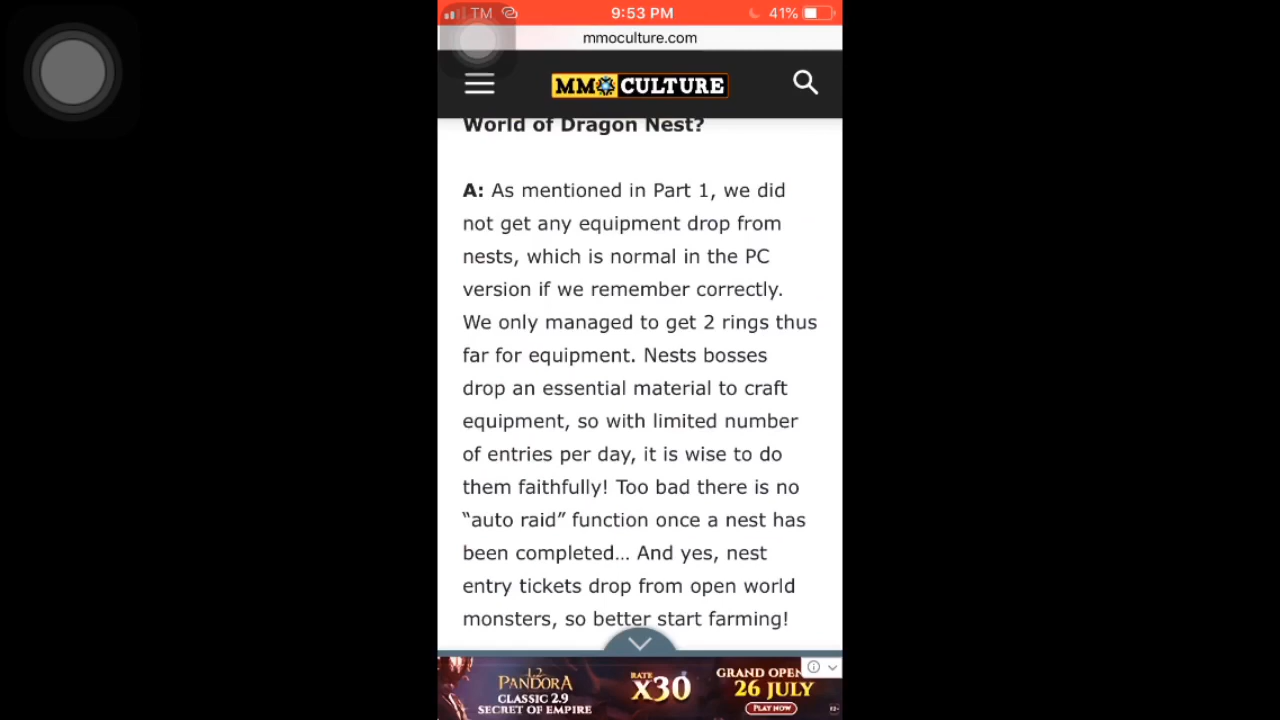 TM
9:53 PM
41%
mmoculture.com
MMOCULTURE
World of Dragon Nest?
A: As mentioned in Part 1, we did
not get any equipment drop from
nests, which is normal in the PC
version if we remember correctly.
We only managed to get 2 rings thus
far for equipment. Nests bosses
drop an essential material to craft
equipment, so with limited number
of entries per day, it is wise to do
them faithfully! Too bad there is no
“auto raid” function once a nest has
been completed... And yes, nest
entry tickets drop from open world
monsters, so better start farming!
L2
PANDORA
CLASSIC 2.9
SECRET OF EMPIRE
RATE
X30
GRAND OPEN
26 JULY
PLAY NOW